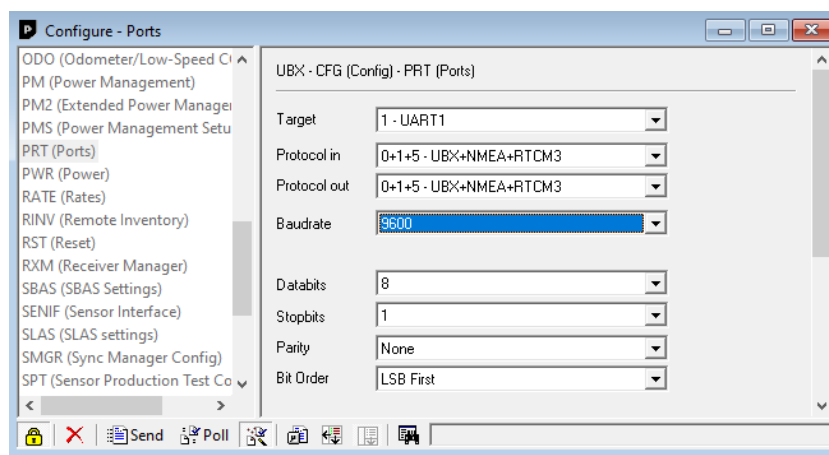 Configure - Ports
ODO (Odometer/Low-Speed C
PM (Power Management)
PM2 (Extended Power Manager
PMS (Power Management Setu
PRT (Ports)
PWR (Power)
RATE (Rates)
RINV (Remote Inventory)
RST (Reset)
RXM (Receiver Manager)
SBAS (SBAS Settings)
SENIF (Sensor Interface)
SLAS (SLAS settings)
SMGR (Sync Manager Config)
SPT (Sensor Production Test Co
UBX - CFG (Config) - PRT (Ports)
Target 1 - UART1
Protocol in 0+1+5 - UBX+NMEA+RTCM3
Protocol out 0+1+5 - UBX+NMEA+RTCM3
Baudrate 9600
Databits 8
Stopbits 1
Parity None
Bit Order LSB First
Send Poll